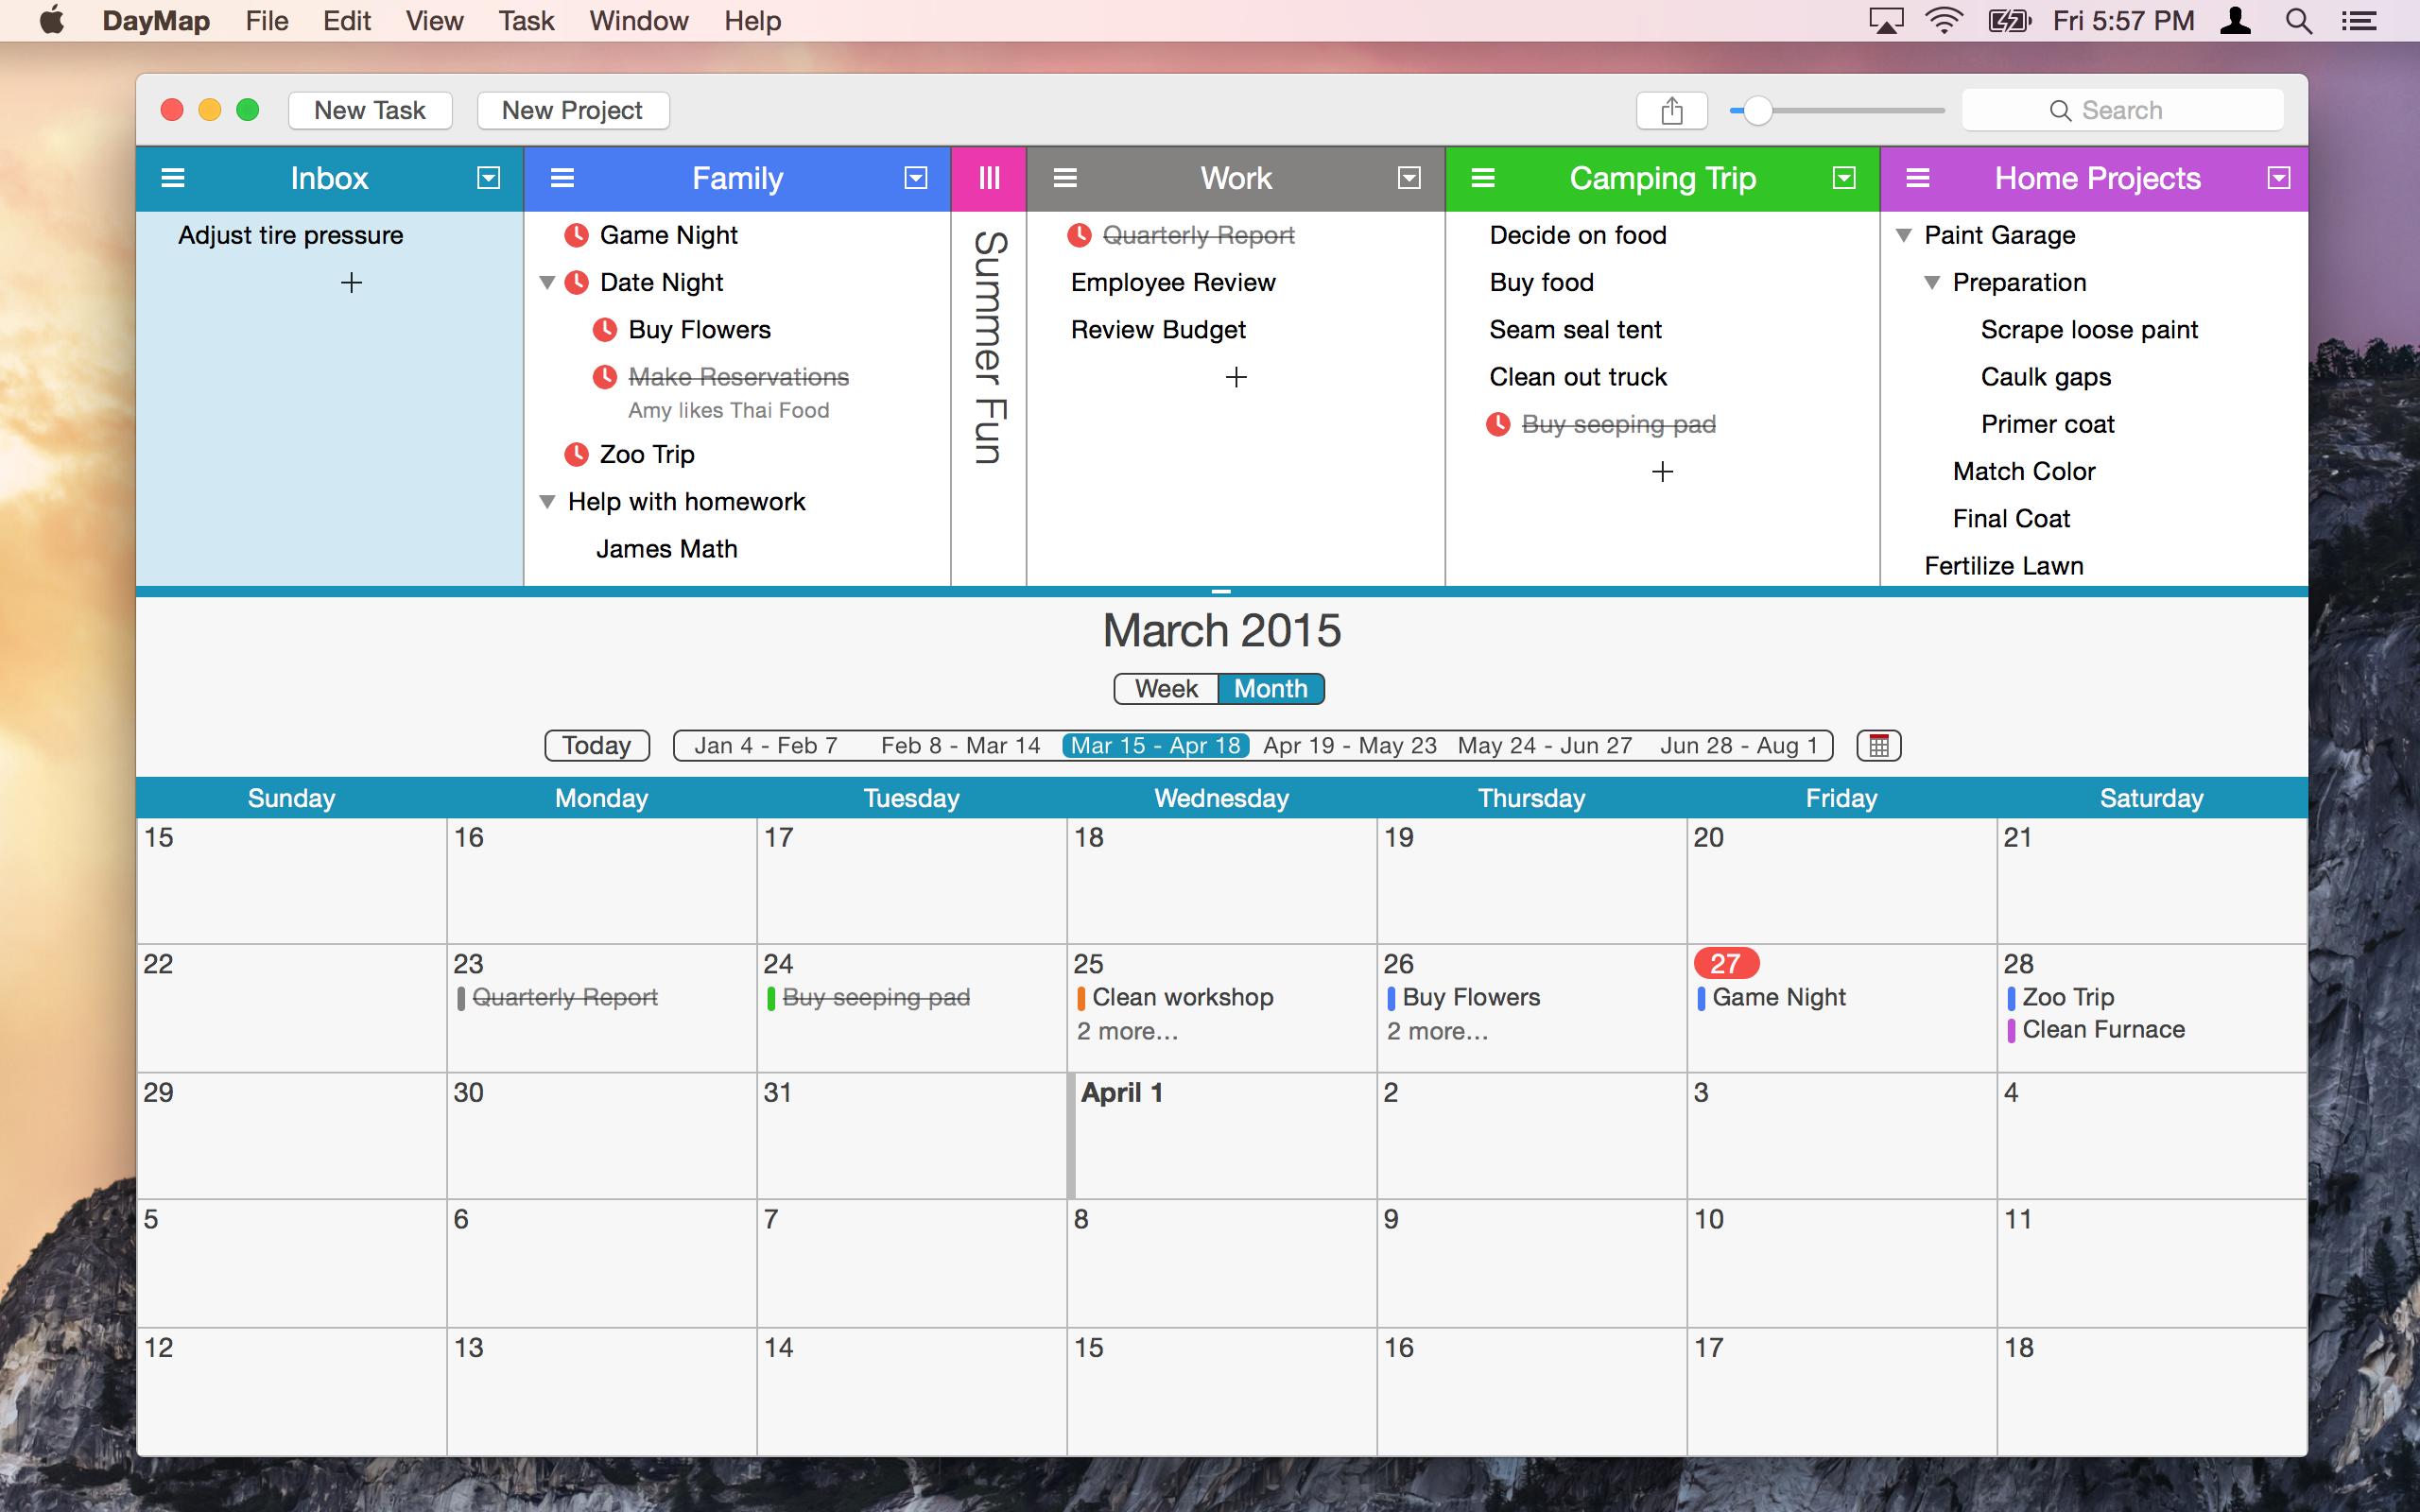 DayMap File Edit View Task Window Help Fri 5:57 PM
New Task New Project Search
Inbox
Adjust tire pressure
Family
Game Night
Date Night
Buy Flowers
Make Reservations
Amy likes Thai Food
Zoo Trip
Help with homework
James Math
Summer Fun
Work
Quarterly Report
Employee Review
Review Budget
Camping Trip
Decide on food
Buy food
Seam seal tent
Clean out truck
Buy seeping pad
Home Projects
Paint Garage
Preparation
Scrape loose paint
Caulk gaps
Primer coat
Match Color
Final Coat
Fertilize Lawn
March 2015
Week Month
Today Jan 4 - Feb 7 Feb 8 - Mar 14 Mar 15 - Apr 18 Apr 19 - May 23 May 24 - Jun 27 Jun 28 - Aug 1
Sunday Monday Tuesday Wednesday Thursday Friday Saturday
15 16 17 18 19 20 21
22 23 24 25 26 27 28
Quarterly Report Buy seeping pad Clean workshop Buy Flowers Game Night Zoo Trip
2 more... 2 more... Clean Furnace
29 30 31 April 1 2 3 4
5 6 7 8 9 10 11
12 13 14 15 16 17 18